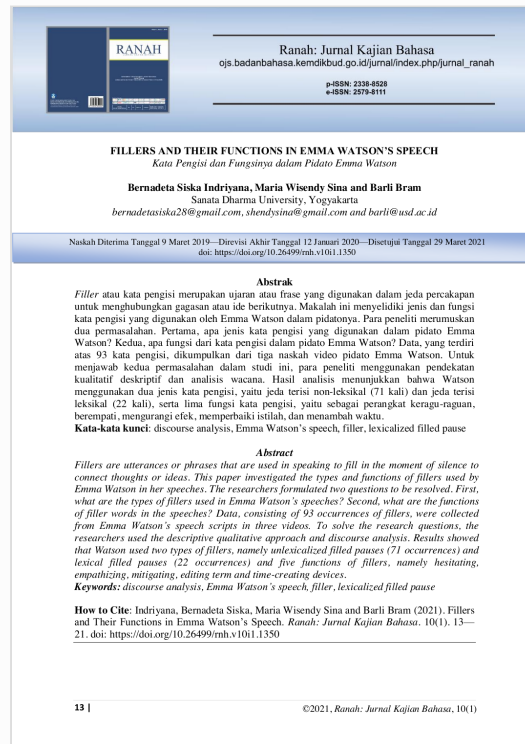 RANAH
Ranah: Jurnal Kajian Bahasa
ojs.badanbahasa.kemdikbud.go.id/jurnal/index.php/jurnal_ranah
p-ISSN: 2338-8528
e-ISSN: 2579-8111
FILLERS AND THEIR FUNCTIONS IN EMMA WATSON'S SPEECH
Kata Pengisi dan Fungsinya dalam Pidato Emma Watson
Bernadeta Siska Indriyana, Maria Wisendy Sina and Barli Bram
Sanata Dharma University, Yogyakarta
bernadetasiska28@gmail.com, shendysina@gmail.com and barli@usd.ac.id
Naskah Diterima Tanggal 9 Maret 2019—Direvisi Akhir Tanggal 12 Januari 2020—Disetujui Tanggal 29 Maret 2021
doi: https://doi.org/10.26499/rnh.v10i1.1350
Abstrak
Filler atau kata pengisi merupakan ujaran atau frase yang digunakan dalam jeda percakapan
untuk menghubungkan gagasan atau ide berikutnya. Makalah ini menyelidiki jenis dan fungsi
kata pengisi yang digunakan oleh Emma Watson dalam pidatonya. Para peneliti merumuskan
dua permasalahan. Pertama, apa jenis kata pengisi yang digunakan dalam pidato Emma
Watson? Kedua, apa fungsi dari kata pengisi dalam pidato Emma Watson? Data, yang terdiri
atas 93 kata pengisi, dikumpulkan dari tiga naskah video pidato Emma Watson. Untuk
menjawab kedua permasalahan dalam studi ini, para peneliti menggunakan pendekatan
kualitatif deskriptif dan analisis wacana. Hasil analisis menunjukkan bahwa Watson
menggunakan dua jenis kata pengisi, yaitu jeda terisi non-leksikal (71 kali) dan jeda terisi
leksikal (22 kali), serta lima fungsi kata pengisi, yaitu sebagai perangkat keragu-raguan,
berempati, mengurangi efek, memperbaiki istilah, dan menambah waktu.
Kata-kata kunci: discourse analysis, Emma Watson's speech, filler, lexicalized filled pause
Abstract
Fillers are utterances or phrases that are used in speaking to fill in the moment of silence to
connect thoughts or ideas. This paper investigated the types and functions of fillers used by
Emma Watson in her speeches. The researchers formulated two questions to be resolved. First,
what are the types of fillers used in Emma Watson's speeches? Second, what are the functions
of filler words in the speeches? Data, consisting of 93 occurrences of fillers, were collected
from Emma Watson's speech scripts in three videos. To solve the research questions, the
researchers used the descriptive qualitative approach and discourse analysis. Results showed
that Watson used two types of fillers, namely unlexicalized filled pauses (71 occurrences) and
lexical filled pauses (22 occurrences) and five functions of fillers, namely hesitating,
empathizing, mitigating, editing term and time-creating devices.
Keywords: discourse analysis, Emma Watson's speech, filler, lexicalized filled pause
How to Cite: Indriyana, Bernadeta Siska, Maria Wisendy Sina and Barli Bram (2021). Fillers
and Their Functions in Emma Watson's Speech. Ranah: Jurnal Kajian Bahasa. 10(1). 13—
21. doi: https://doi.org/10.26499/rnh.v10i1.1350
13 |
©2021, Ranah: Jurnal Kajian Bahasa, 10(1)